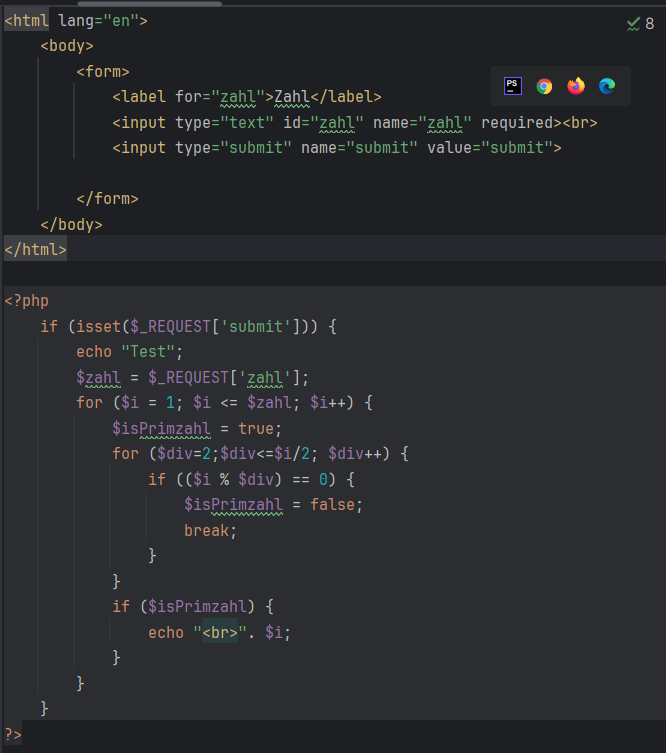 <html lang="en">
8
<body>
<form>
<label for="zahl">Zahl</label>
PS
<input type="text" id="zahl" name="zahl" required><br>
<input type="submit" name="submit" value="submit">
</form>
</body>
</html>
<?php
if (isset($_REQUEST['submit'])) {
echo "Test";
$zahl = $_REQUEST['zahl'];
for ($i = 1; $i <= $zahl; $i++) {
$isPrimzahl = true;
for ($div=2;$div<=$i/2; $div++) {
if (($i % $div) == 0) {
$isPrimzahl = false;
break;
}
}
if ($isPrimzahl) {
echo "<br>". $i;
}
}
}
?>